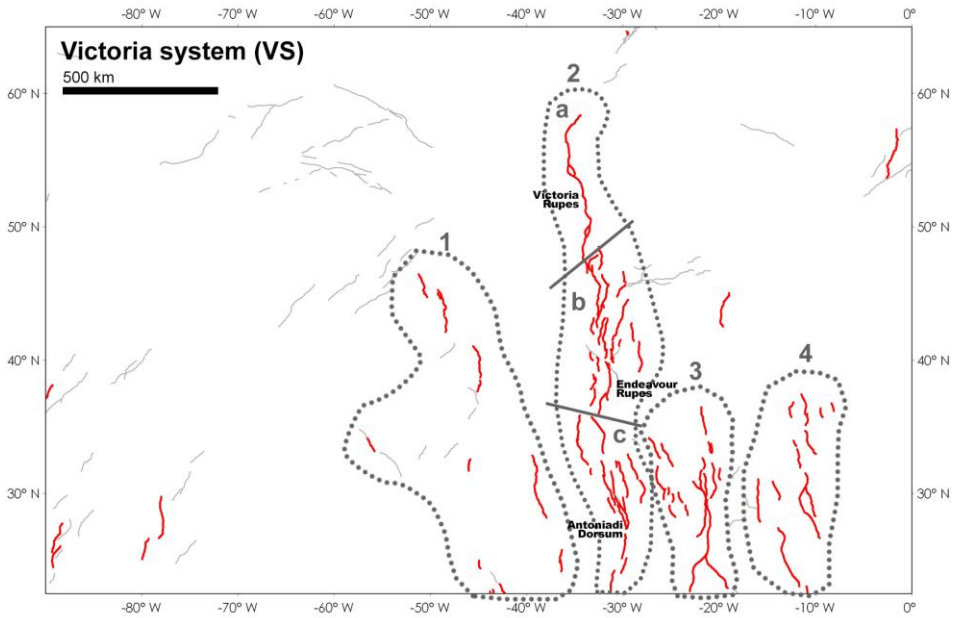 -80° W -70° W -60° W -50° W -40° W -30° W -20° W -10° W 0°
Victoria system (VS)
500 km
60° N 60° N
2
a
Victoria
Rupes
50° N 50° N
1
b
40° N 40° N
3
4
Endeavour
Rupes
c
30° N 30° N
Antoniadi
Dorsum
-80° W -70° W -60° W -50° W -40° W -30° W -20° W -10° W 0°